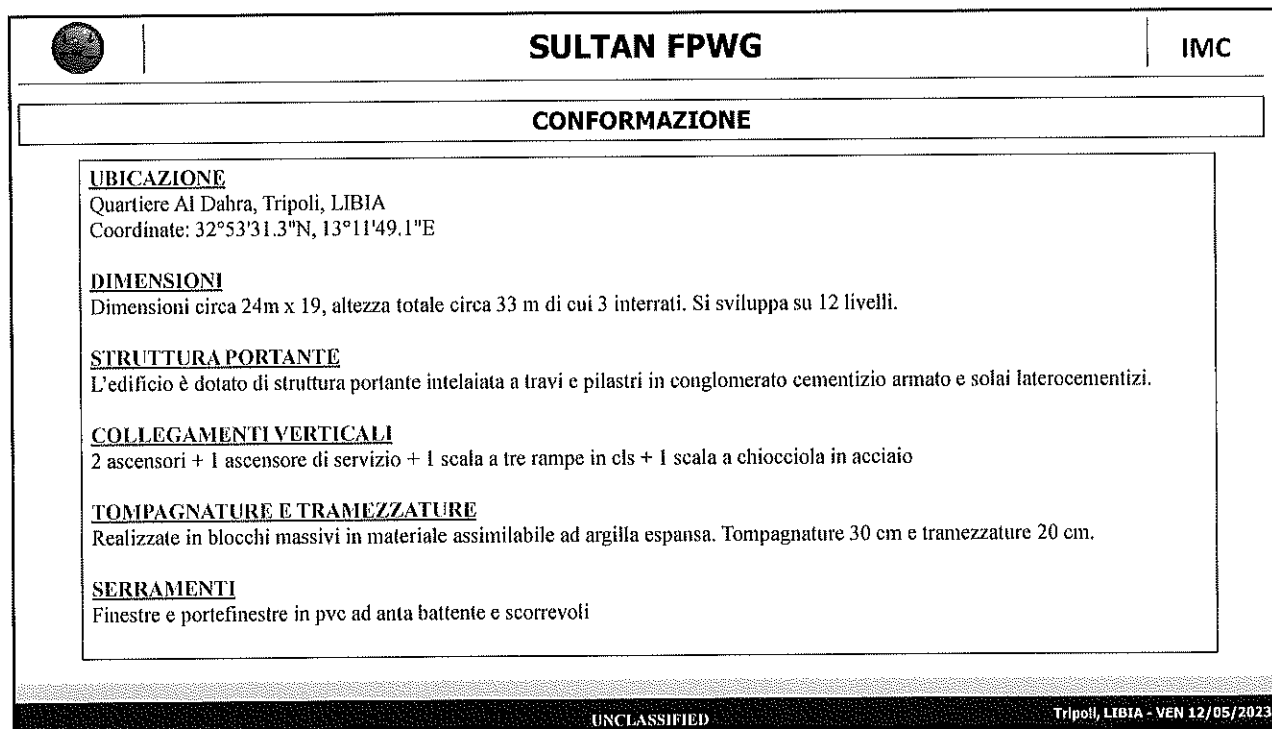 SULTAN FPWG
IMC
CONFORMAZIONE
UBICAZIONE
Quartiere Al Dahra, Tripoli, LIBIA
Coordinate: 32°53'31.3"N, 13°11'49.1"E
DIMENSIONI
Dimensioni circa 24m x 19, altezza totale circa 33 m di cui 3 interrati. Si sviluppa su 12 livelli.
STRUTTURA PORTANTE
L'edificio è dotato di struttura portante intelaiata a travi e pilastri in conglomerato cementizio armato e solai laterocementizi.
COLLEGAMENTI VERTICALI
2 ascensori + 1 ascensore di servizio + 1 scala a tre rampe in cls + 1 scala a chiocciola in acciaio
TOMPAGNATURE E TRAMEZZATURE
Realizzate in blocchi massivi in materiale assimilabile ad argilla espansa. Tompagnature 30 cm e tramezzature 20 cm.
SERRAMENTI
Finestre e portefinestre in pvc ad anta battente e scorrevoli
UNCLASSIFIED
Tripoli, LIBIA - VEN 12/05/2023